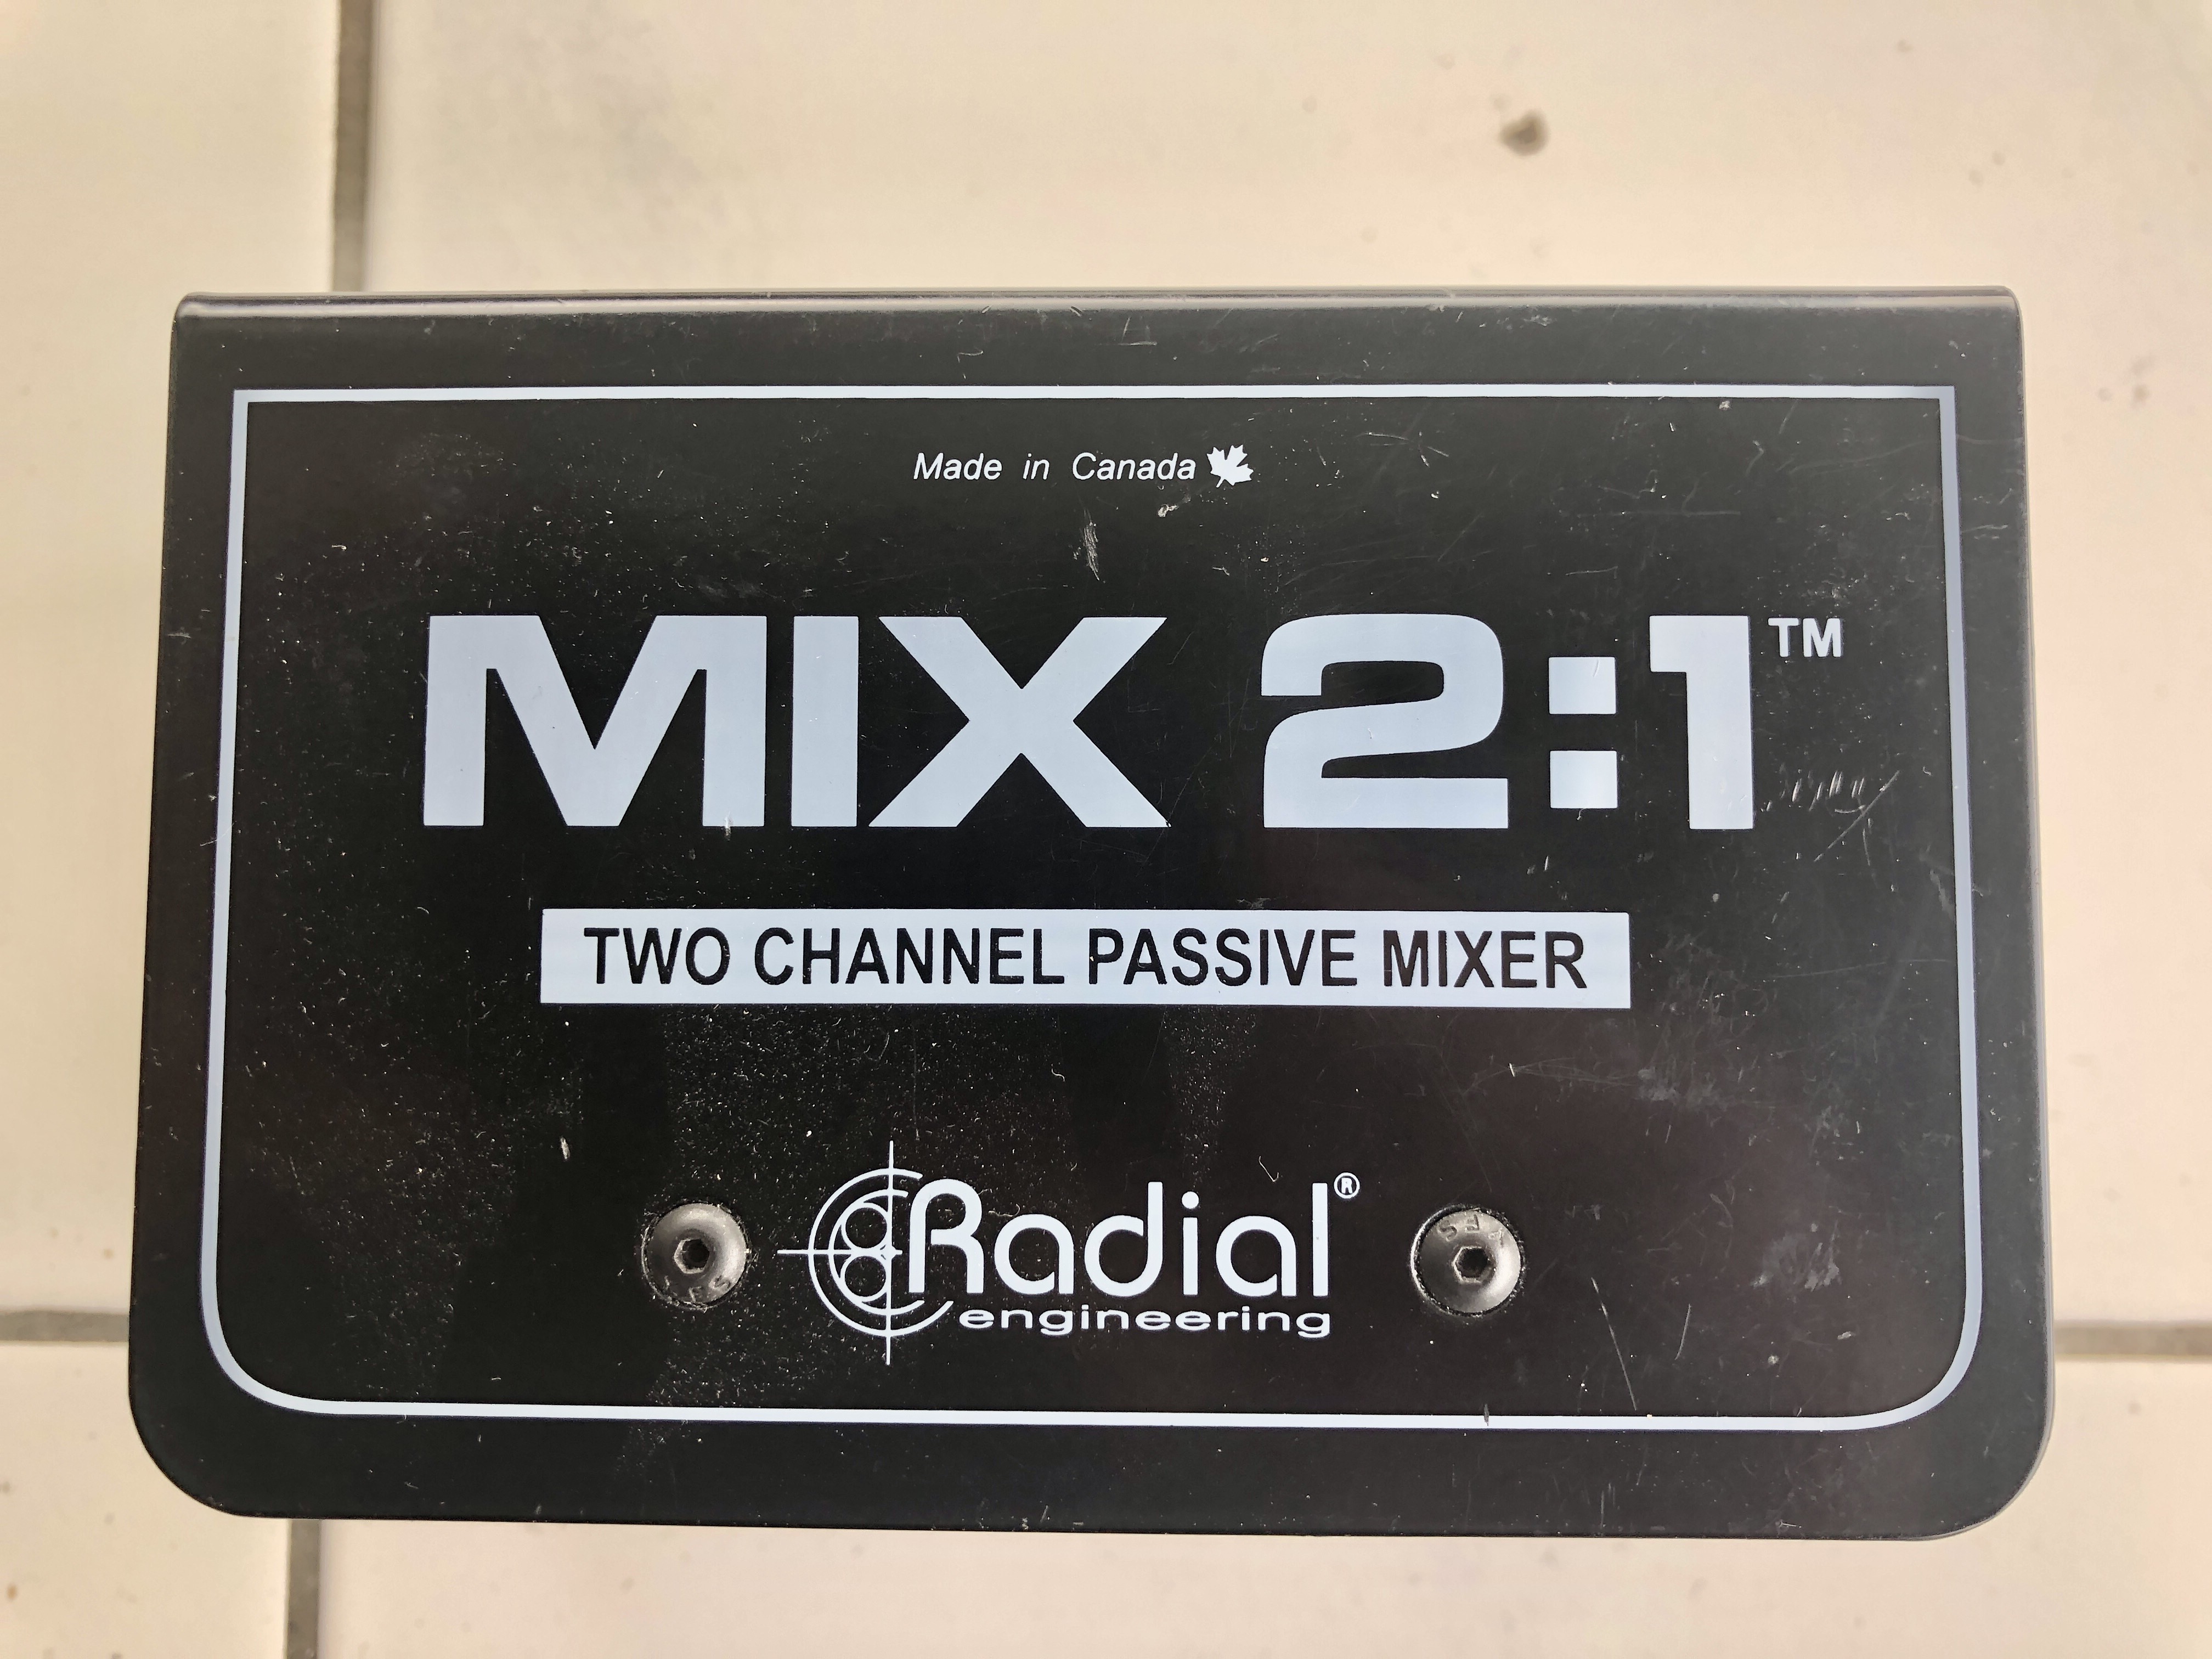 Made in Canada
MIX 2:1™
TWO CHANNEL PASSIVE MIXER
Radial®
engineering